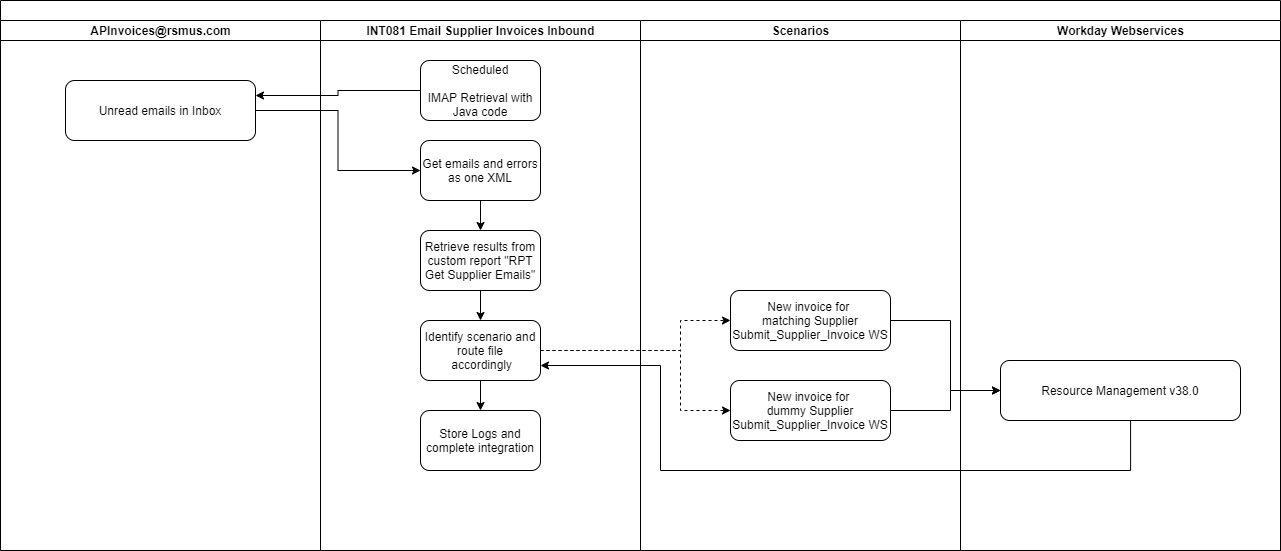 APInvoices@rsmus.com
INT081 Email Supplier Invoices Inbound
Scenarios
Workday Webservices
Unread emails in Inbox
Scheduled
IMAP Retrieval with
Java code
Get emails and errors
as one XML
Retrieve results from
custom report "RPT
Get Supplier Emails"
Identify scenario and
route file
accordingly
Store Logs and
complete integration
New invoice for
matching Supplier
Submit_Supplier_Invoice WS
New invoice for
dummy Supplier
Submit_Supplier_Invoice WS
Resource Management v38.0